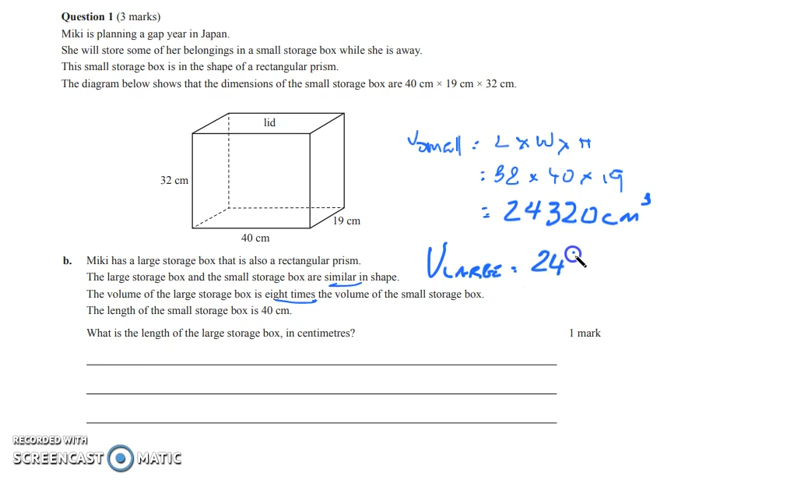 Question 1 (3 marks)
Miki is planning a gap year in Japan.
She will store some of her belongings in a small storage box while she is away.
This small storage box is in the shape of a rectangular prism.
The diagram below shows that the dimensions of the small storage box are 40 cm × 19 cm × 32 cm.
lid
32 cm
19 cm
40 cm
Vsmall = L x W x H
= 32 x 40 x 19
= 24320 cm³
b. Miki has a large storage box that is also a rectangular prism.
The large storage box and the small storage box are similar in shape.
The volume of the large storage box is eight times the volume of the small storage box.
The length of the small storage box is 40 cm.
VLARGE = 24
What is the length of the large storage box, in centimetres? 1 mark
RECORDED WITH
SCREENCAST MATIC